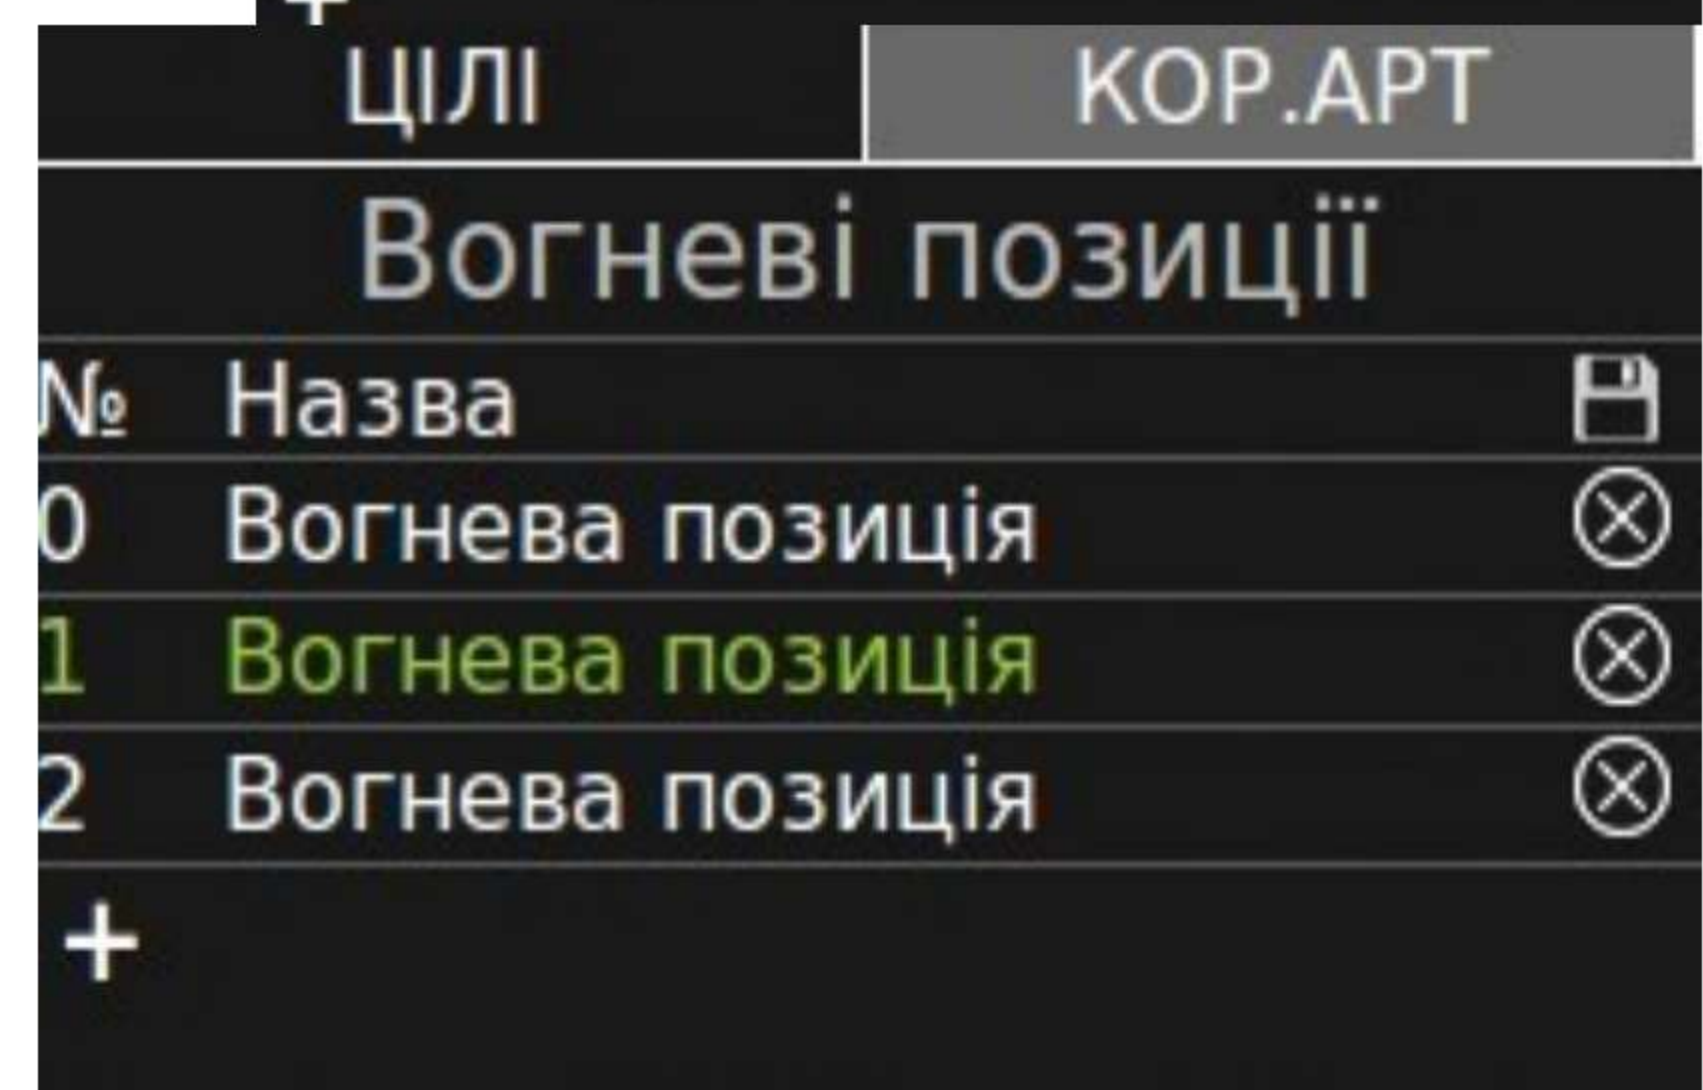 ЦІЛІ КОР.АРТ
Вогневі позиції
№ Назва
0 Вогнева позиція
1 Вогнева позиція
2 Вогнева позиція
+